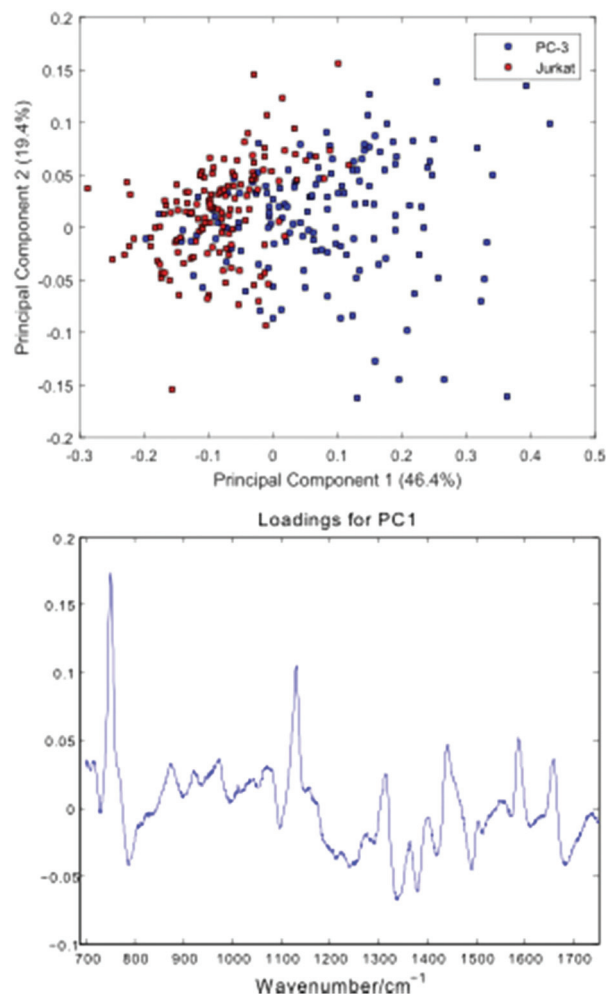 0.2
0.15
0.1
0.05
0
-0.05
-0.1
-0.15
-0.2
Principal Component 2 (19.4%)
PC-3
Jurkat
-0.3 -0.2 -0.1 0 0.1 0.2 0.3 0.4 0.5
Principal Component 1 (46.4%)
Loadings for PC1
0.2
0.15
0.1
0.05
0
-0.05
-0.1
700 800 900 1000 1100 1200 1300 1400 1500 1600 1700
Wavenumber/cm⁻¹